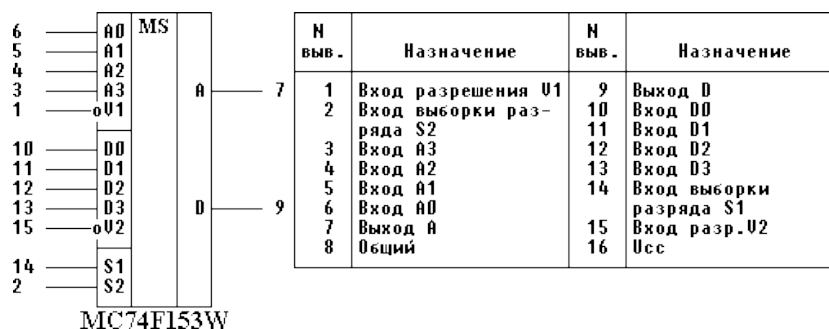 6 A0 MS
5 A1
4 A2
3 A3 A 7
1 V1
10 D0
11 D1
12 D2
13 D3 D 9
15 V2
14 S1
2 S2
MC74F153W
N выв. Назначение N выв. Назначение
1 Вход разрешения V1 9 Выход D
2 Вход выборки раз- 10 Вход D0
ряда S2 11 Вход D1
3 Вход A3 12 Вход D2
4 Вход A2 13 Вход D3
5 Вход A1 14 Вход выборки
6 Вход A0 разряда S1
7 Выход A 15 Вход разр.V2
8 Общий 16 Ucc